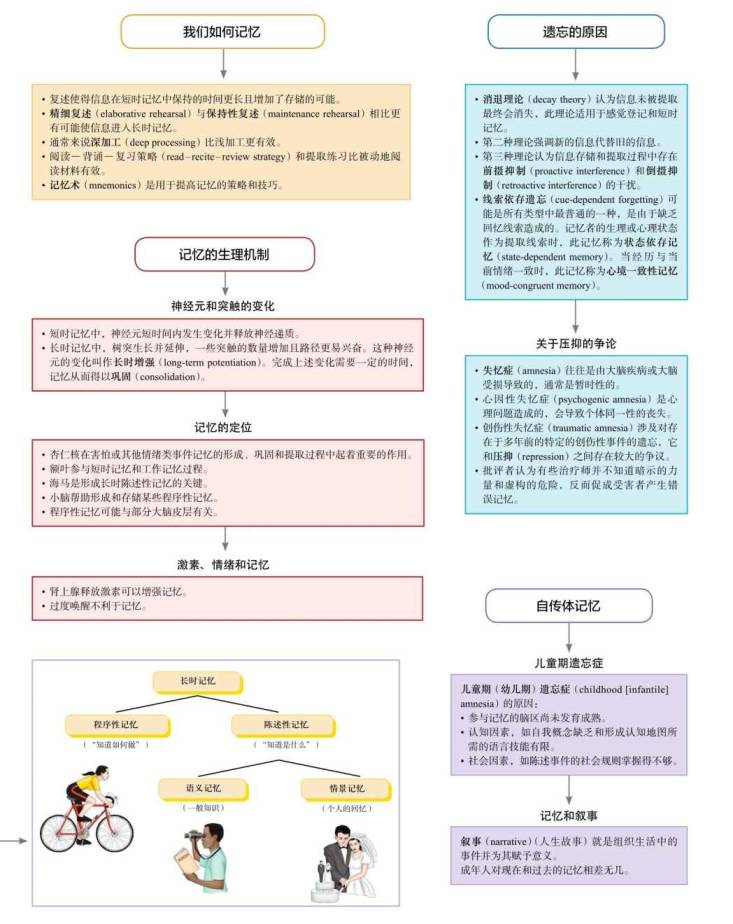 我们如何记忆
• 复述使得信息在短时记忆中保持的时间更长且增加了存储的可能。
• 精细复述（elaborative rehearsal）与保持性复述（maintenance rehearsal）相比更
有可能使信息进入长时记忆。
• 通常来说深加工（deep processing）比浅加工更有效。
• 阅读－背诵－复习策略（read–recite–review strategy）和提取练习比被动地阅
读材料有效。
• 记忆术（mnemonics）是用于提高记忆的策略和技巧。
记忆的生理机制
神经元和突触的变化
• 短时记忆中，神经元短时间内发生变化并释放神经递质。
• 长时记忆中，树突生长并延伸，一些突触的数量增加且路径更易兴奋。这种神经
元的变化叫作长时增强（long-term potentiation）。完成上述变化需要一定的时间，
记忆从而得以巩固（consolidation）。
记忆的定位
• 杏仁核在害怕或其他情绪类事件记忆的形成、巩固和提取过程中起着重要的作用。
• 额叶参与短时记忆和工作记忆过程。
• 海马是形成长时陈述性记忆的关键。
• 小脑帮助形成和存储某些程序性记忆。
• 程序性记忆可能与部分大脑皮层有关。
激素、情绪和记忆
• 肾上腺释放激素可以增强记忆。
• 过度唤醒不利于记忆。
长时记忆
程序性记忆
（“知道如何做”）
陈述性记忆
（“知道是什么”）
语义记忆
（一般知识）
情景记忆
（个人的回忆）
遗忘的原因
• 消退理论（decay theory）认为信息未被提取
最终会消失，此理论适用于感觉登记和短时
记忆。
• 第二种理论强调新的信息代替旧的信息。
• 第三种理论认为信息存储和提取过程中存在
前摄抑制（proactive interference）和倒摄抑
制（retroactive interference）的干扰。
• 线索依存遗忘（cue-dependent forgetting）可
能是所有类型中最普通的一种，是由于缺乏
回忆线索造成的。记忆者的生理或心理状态
作为提取线索时，此记忆称为状态依存记
忆（state-dependent memory）。当经历与当
前情绪一致时，此记忆称为心境一致性记忆
（mood-congruent memory）。
关于压抑的争论
• 失忆症（amnesia）往往是由大脑疾病或大脑
受损导致的，通常是暂时性的。
• 心因性失忆症（psychogenic amnesia）是心
理问题造成的，会导致个体同一性的丧失。
• 创伤性失忆症（traumatic amnesia）涉及对存
在于多年前的特定的创伤性事件的遗忘，它
和压抑（repression）之间存在较大的争议。
• 批评者认为有些治疗师并不知道暗示的力
量和虚构的危险，反而促成受害者产生错
误记忆。
自传体记忆
儿童期遗忘症
儿童期（幼儿期）遗忘症（childhood [infantile]
amnesia）的原因：
• 参与记忆的脑区尚未发育成熟。
• 认知因素，如自我概念缺乏和形成认知地图所
需的语言技能有限。
• 社会因素，如陈述事件的社会规则掌握得不够。
记忆和叙事
叙事（narrative）（人生故事）就是组织生活中的
事件并为其赋予意义。
成年人对现在和过去的记忆相差无几。